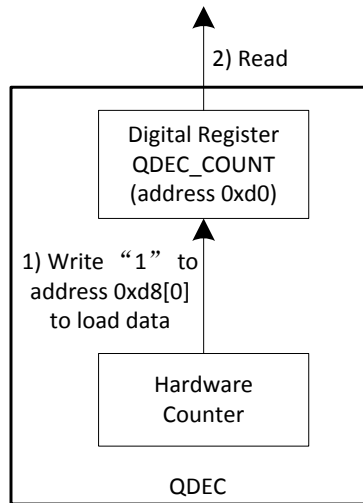 2) Read
Digital Register
QDEC_COUNT
(address 0xd0)
1) Write “1” to
address 0xd8[0]
to load data
Hardware
Counter
QDEC